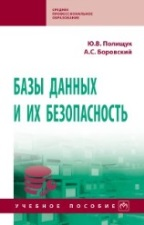 СРЕДНЕЕ
ПРОФЕССИОНАЛЬНОЕ
ОБРАЗОВАНИЕ
Ю.В. Полищук
А.С. Боровский
БАЗЫ ДАННЫХ
И ИХ БЕЗОПАСНОСТЬ
УЧЕБНОЕ ПОСОБИЕ